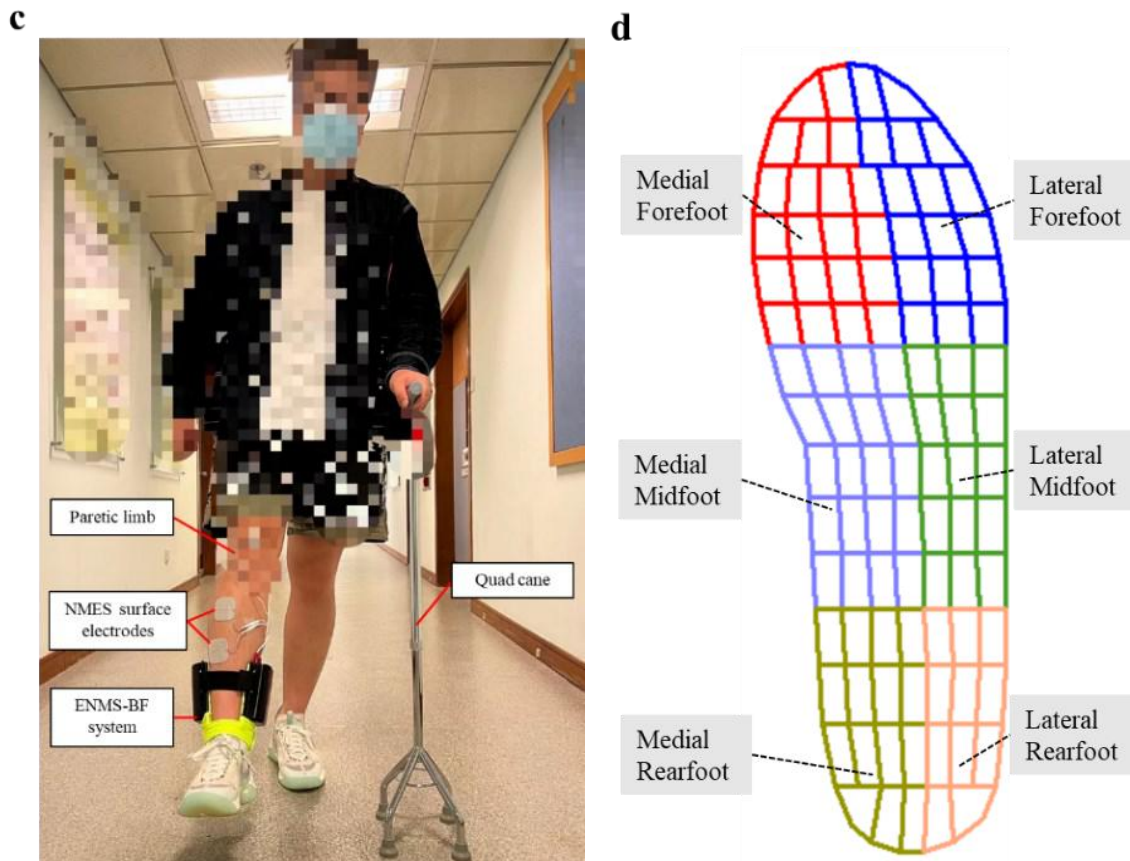 c
Paretic limb
NMES surface
electrodes
ENMS-BF
system
Quad cane
d
Medial
Forefoot
Lateral
Forefoot
Medial
Midfoot
Lateral
Midfoot
Medial
Rearfoot
Lateral
Rearfoot